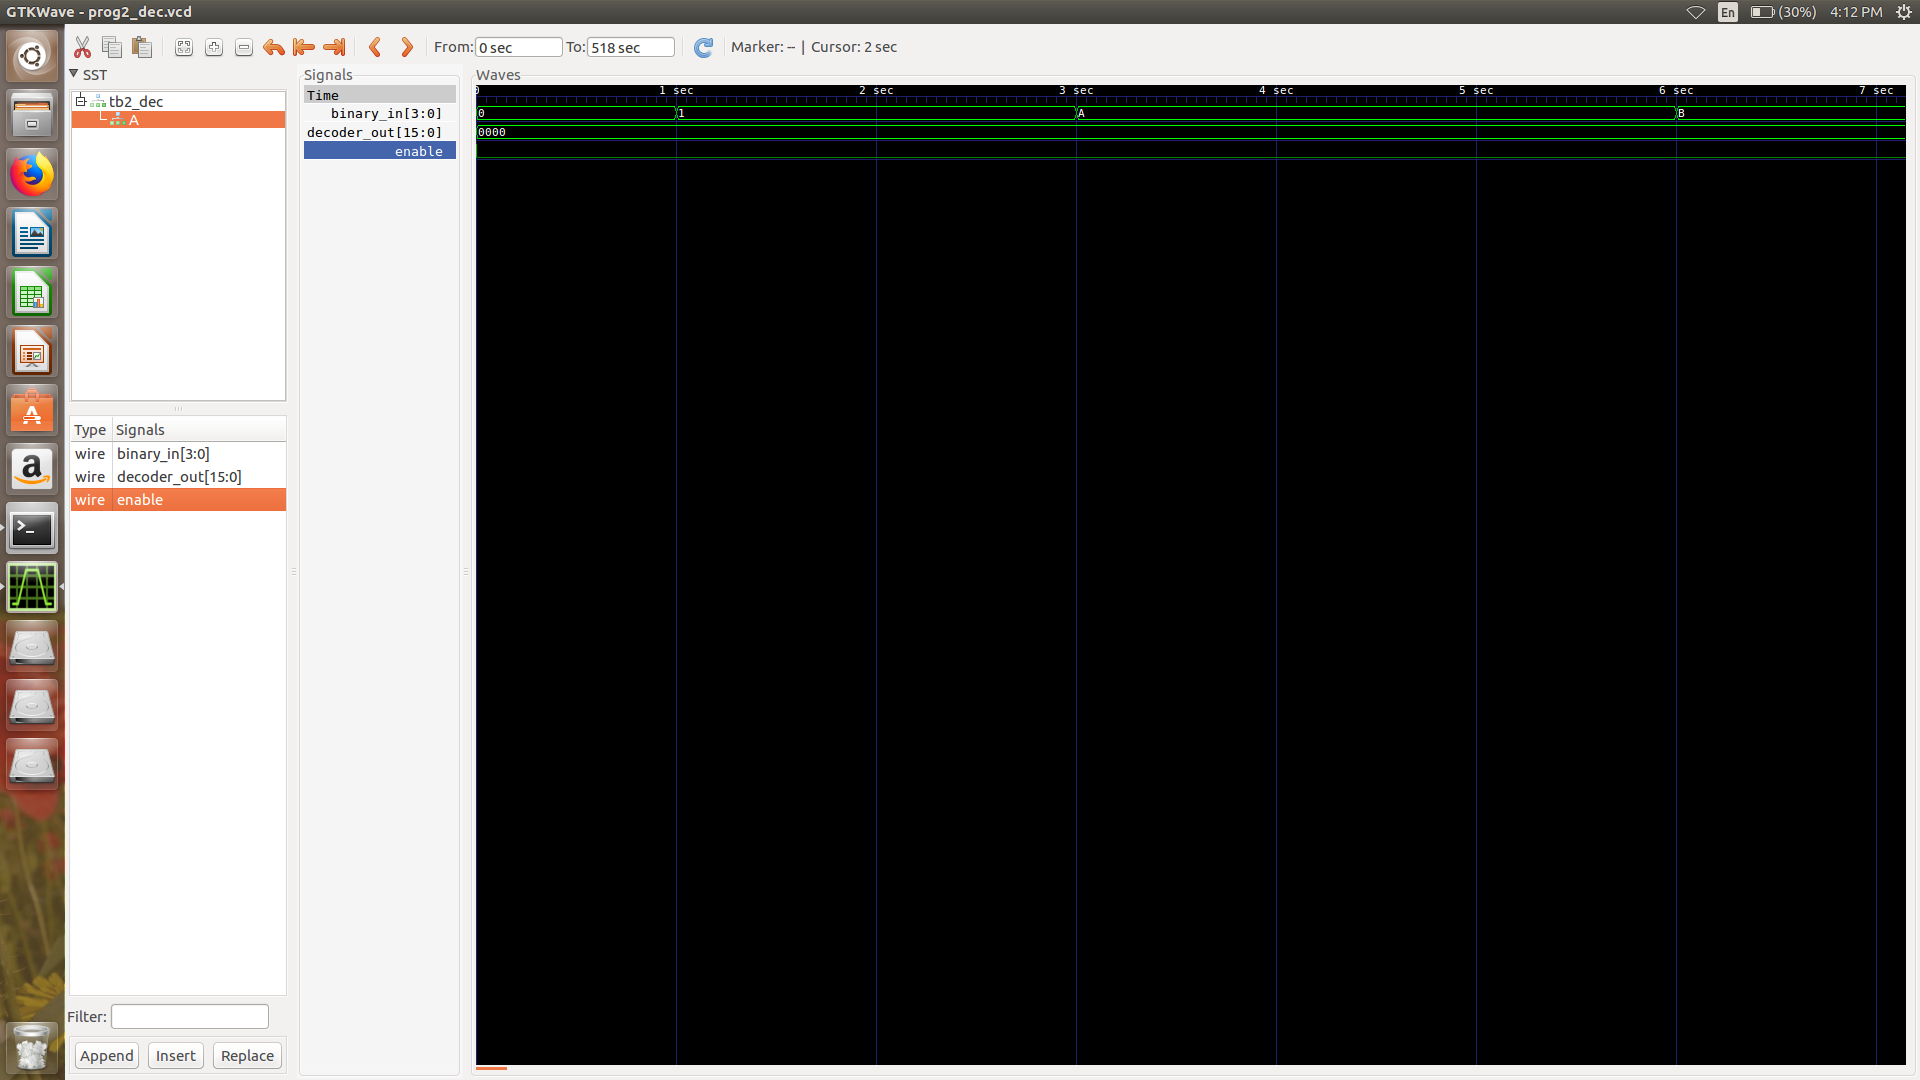 GTKWave - prog2_dec.vcd
En (30%) 4:12 PM
From: 0 sec To: 518 sec Marker: -- | Cursor: 2 sec
SST
tb2_dec
A
Type Signals
wire binary_in[3:0]
wire decoder_out[15:0]
wire enable
Filter:
Append Insert Replace
Signals
Time
binary_in[3:0]
decoder_out[15:0]
enable
Waves
0 1 sec 2 sec 3 sec 4 sec 5 sec 6 sec 7 sec
0 1 A B
0000